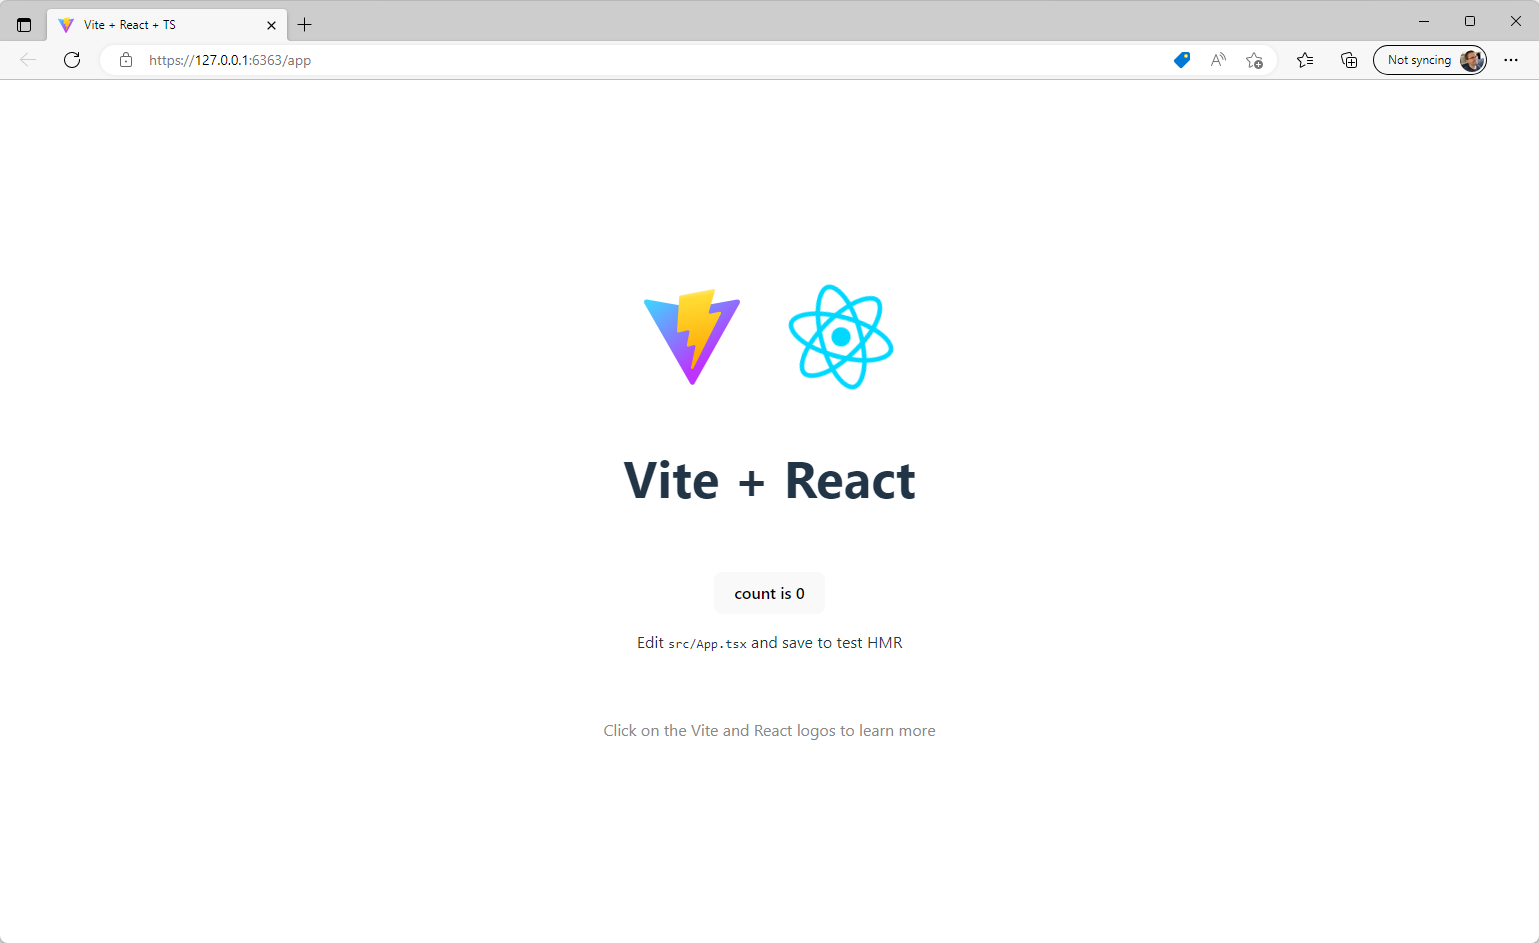 Vite + React + TS
https://127.0.0.1:6363/app
Not syncing
Vite + React
count is 0
Edit src/App.tsx and save to test HMR
Click on the Vite and React logos to learn more